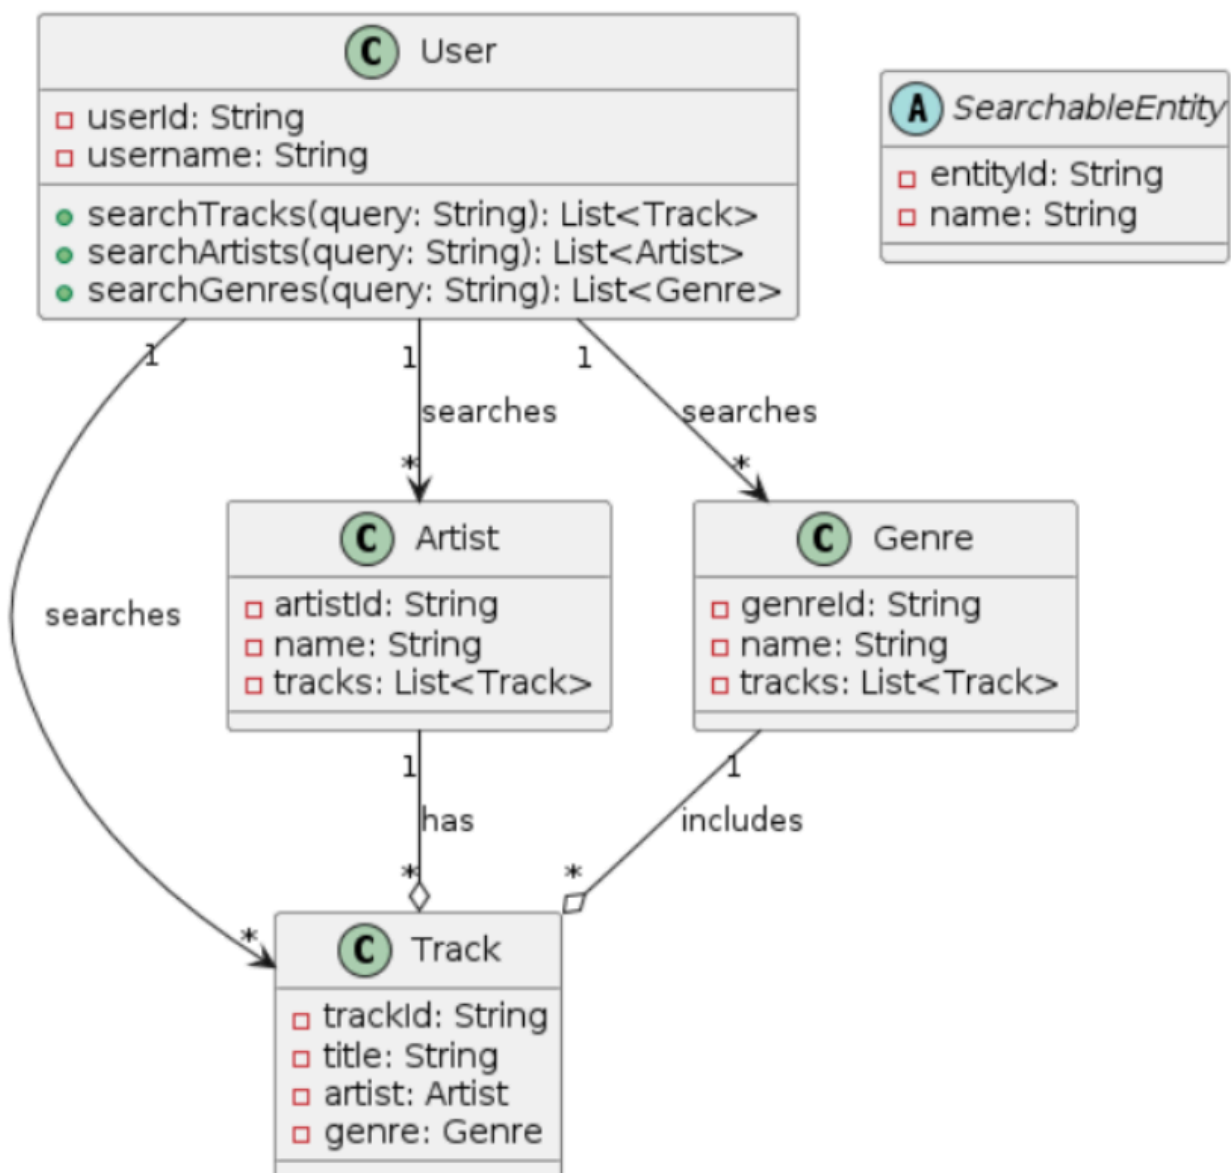 C User
userId: String
username: String
searchTracks(query: String): List<Track>
searchArtists(query: String): List<Artist>
searchGenres(query: String): List<Genre>
A SearchableEntity
entityId: String
name: String
1
1
1
searches
searches
*
*
C Artist
artistId: String
name: String
tracks: List<Track>
C Genre
genreId: String
name: String
tracks: List<Track>
searches
1
1
has
includes
*
*
*
C Track
trackId: String
title: String
artist: Artist
genre: Genre